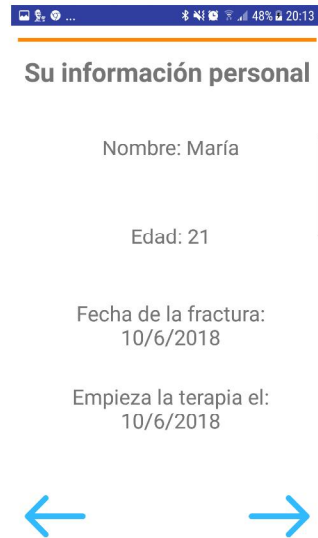 ... 48% 20:13
Su información personal
Nombre: María
Edad: 21
Fecha de la fractura:
10/6/2018
Empieza la terapia el:
10/6/2018